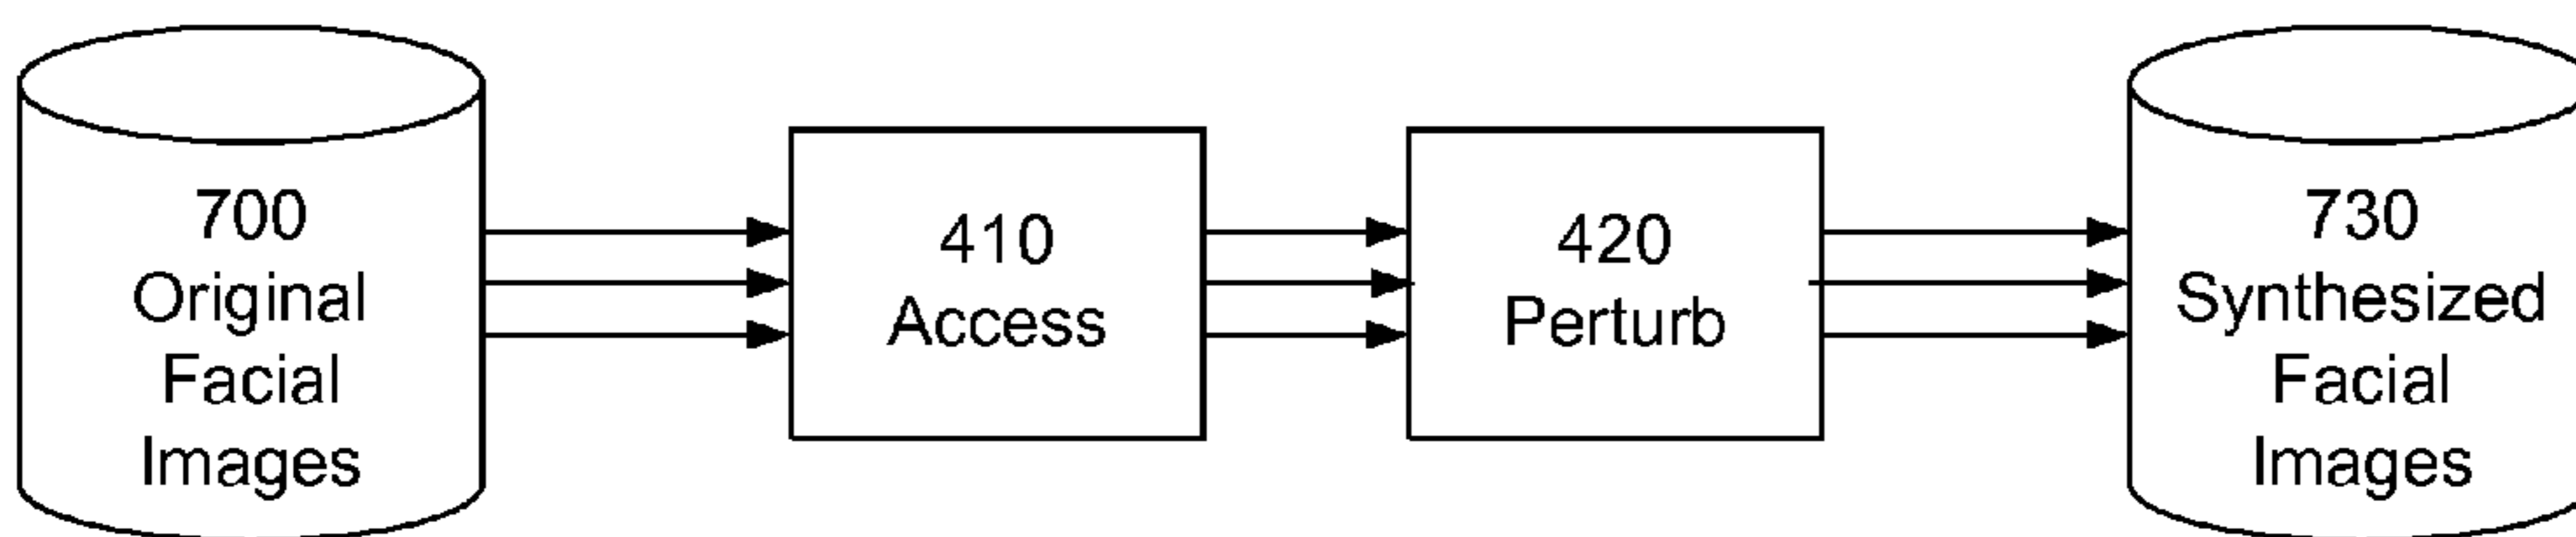 700
Original
Facial
Images
410
Access
420
Perturb
730
Synthesized
Facial
Images